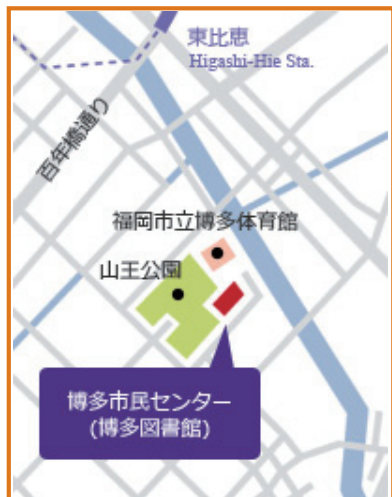 東比恵
Higashi-Hie Sta.
百年橋通り
福岡市立博多体育館
山王公園
博多市民センター
(博多図書館)